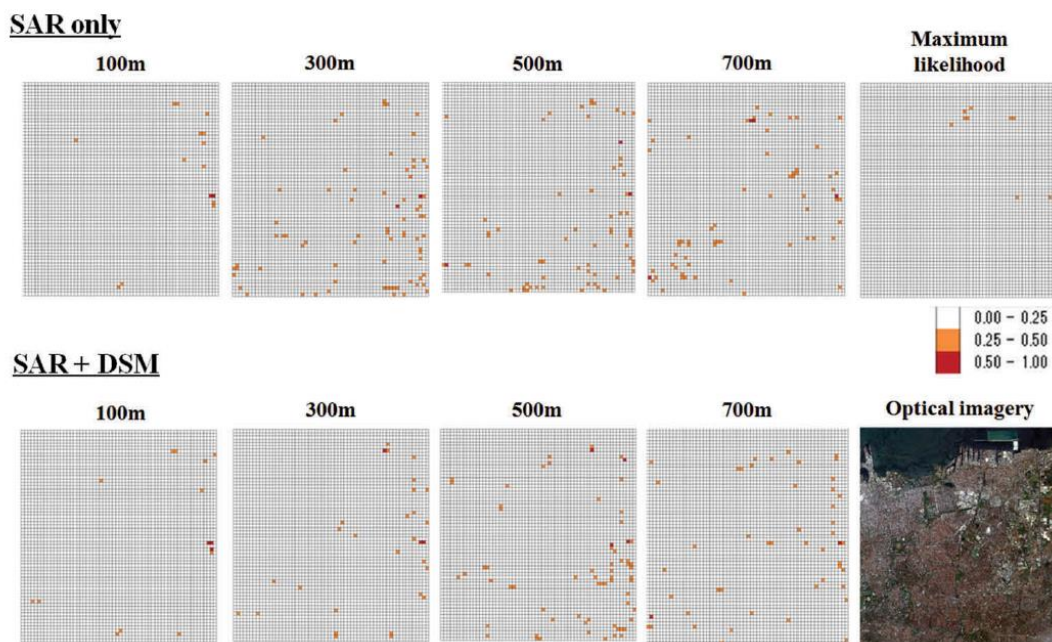 SAR only
100m
300m
500m
700m
Maximum
likelihood
0.00 – 0.25
0.25 – 0.50
0.50 – 1.00
SAR + DSM
100m
300m
500m
700m
Optical imagery